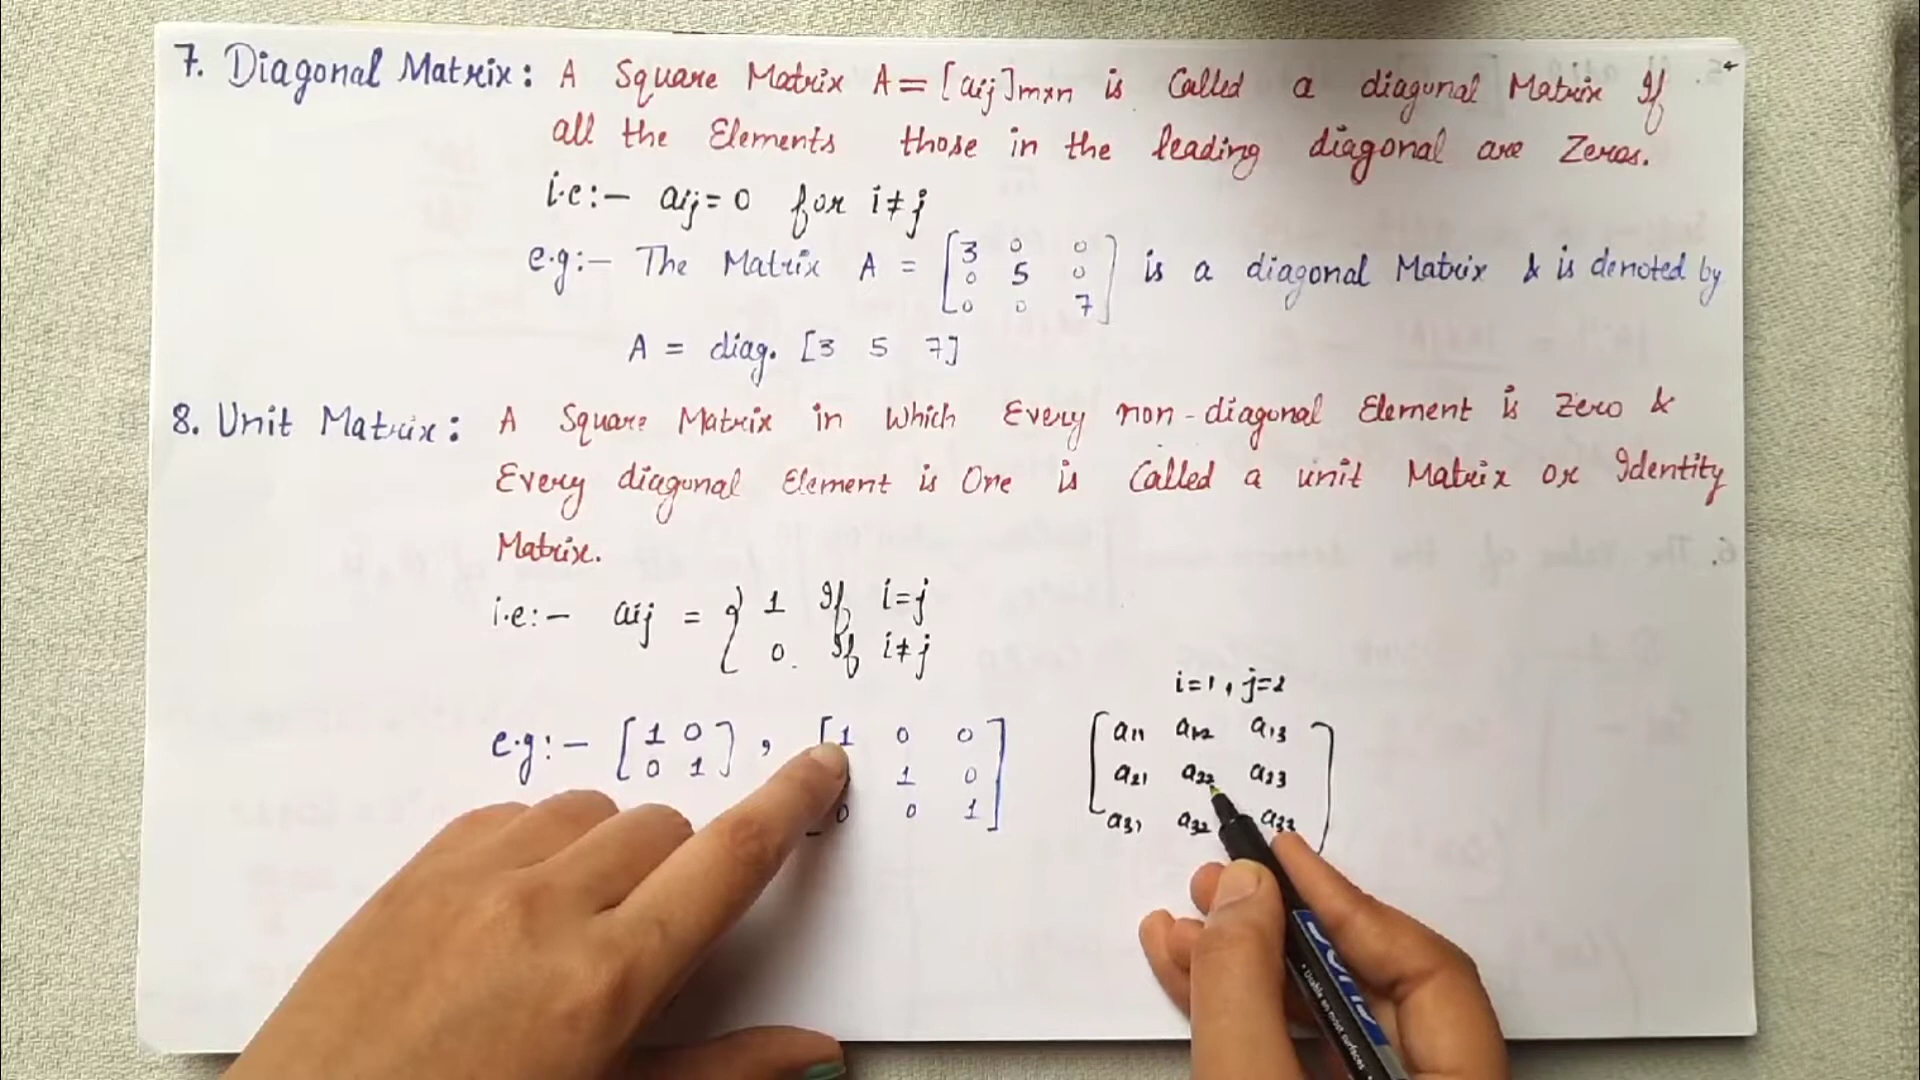 7. Diagonal Matrix: A Square Matrix A = [aij]mxn is Called a diagonal Matrix If
all the Elements those in the leading diagonal are Zeros.
i.e:- aij = 0 for i≠j
e.g:- The Matrix A = [3 0 0
0 5 0
0 0 7] is a diagonal Matrix & is denoted by
A = diag. [3 5 7]
8. Unit Matrix: A Square Matrix in Which Every non-diagonal Element is Zero &
Every diagonal Element is One is Called a unit Matrix or Identity
Matrix.
i.e:- aij = { 1 If i=j
0. If i≠j
i=1, j=2
e.g:- [1 0
0 1] , [1 0 0
1 0
0 0 1]
[a11 a12 a13
a21 a22 a23
a31 a32 a33]
Usable on most surfaces